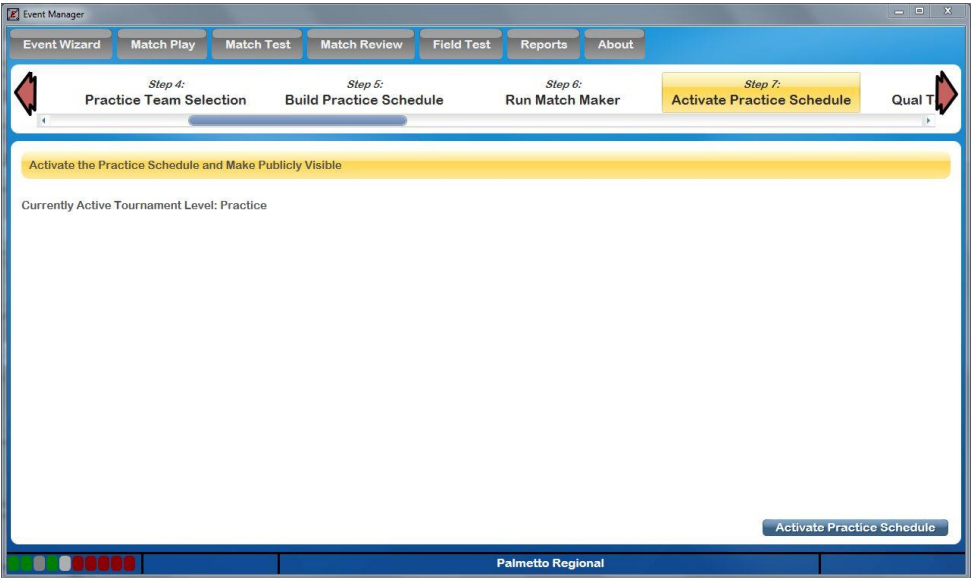 Event Manager
Event Wizard Match Play Match Test Match Review Field Test Reports About
Step 4: Step 5: Step 6: Step 7:
Practice Team Selection Build Practice Schedule Run Match Maker Activate Practice Schedule Qual T
Activate the Practice Schedule and Make Publicly Visible
Currently Active Tournament Level: Practice
Activate Practice Schedule
Palmetto Regional